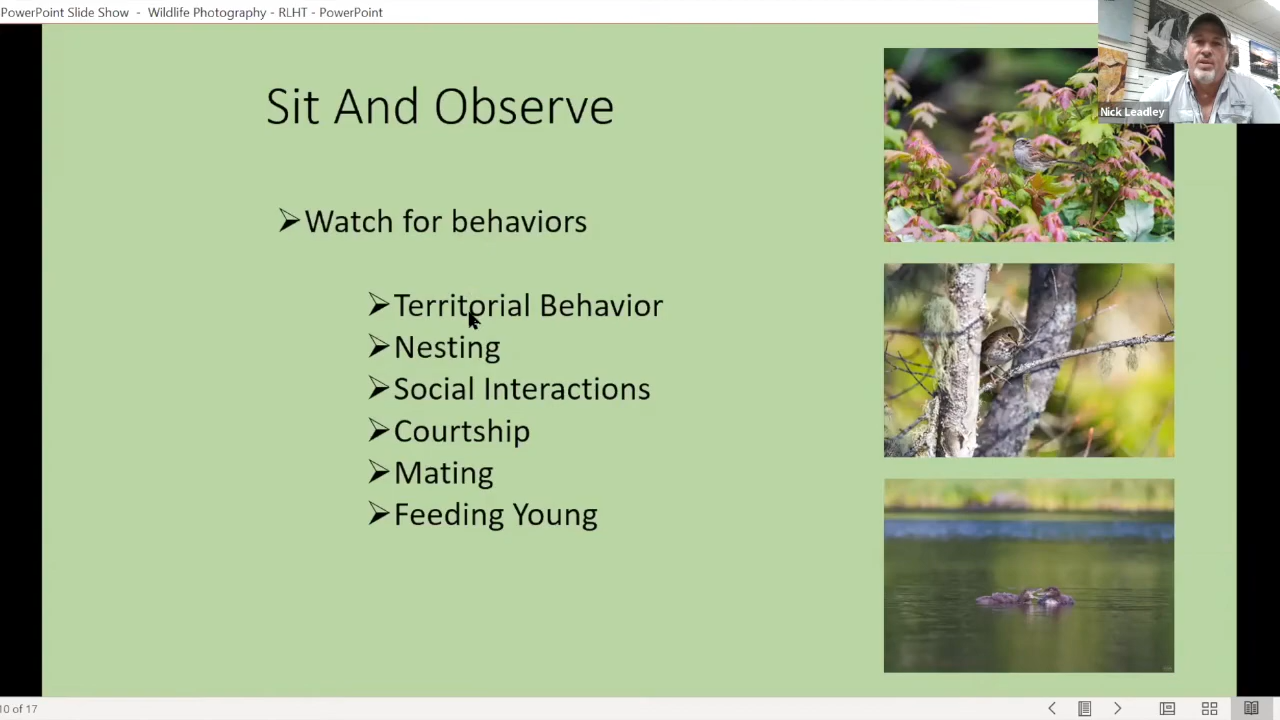 PowerPoint Slide Show - Wildlife Photography - RLHT - PowerPoint
Nick Leadley
Sit And Observe
➢Watch for behaviors
➢Territorial Behavior
➢Nesting
➢Social Interactions
➢Courtship
➢Mating
➢Feeding Young
10 of 17